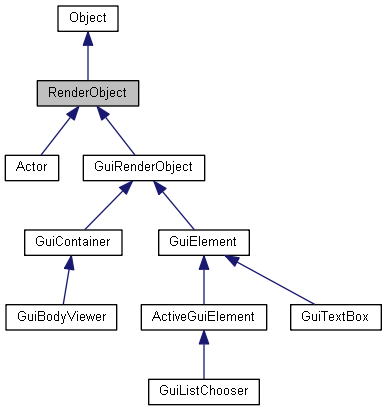 Object
RenderObject
Actor
GuiRenderObject
GuiContainer
GuiElement
GuiBodyViewer
ActiveGuiElement
GuiTextBox
GuiListChooser